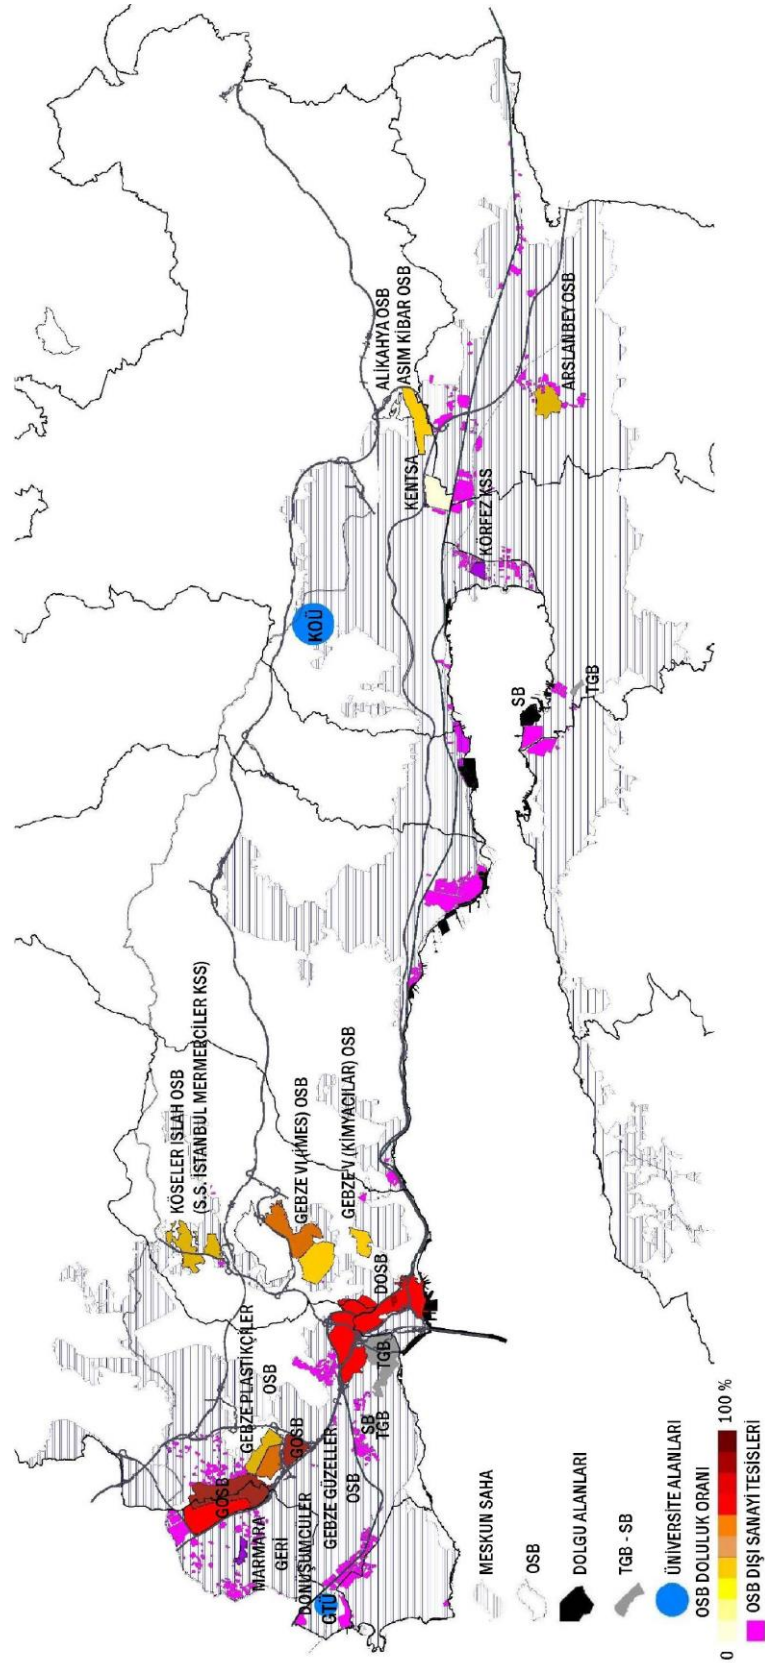 KÖSELER ISLAH OSB
(S.S. İSTANBUL MERMERCİLER KSS)
GEBZE VI (İMES) OSB
GEBZE V (KİMYACILAR) OSB
GEBZE PLASTİKÇİLER
OSB
GOSB
GOSB
MARMARA
GERİ
DÖNÜŞÜMCÜLER
GTÜ
GEBZE GÜZELLER
OSB
SB
TGB
TGB
DOSB
KOÜ
ALİKAHYA OSB
ASIM KİBAR OSB
KENTSA
KÖRFEZ KSS
ARSLANBEY OSB
SB
TGB
MESKUN SAHA
OSB
DOLGU ALANLARI
TGB - SB
ÜNİVERSİTE ALANLARI
OSB DOLULUK ORANI
0
100 %
OSB DIŞI SANAYİ TESİSLERİ